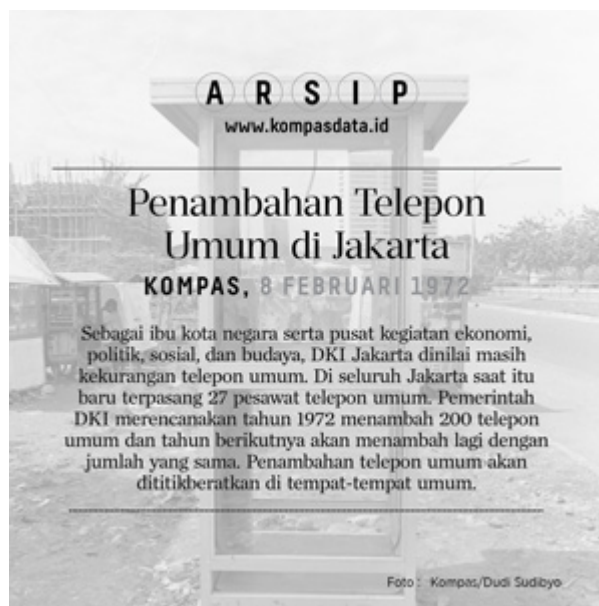 ARSIP
www.kompasdata.id
Penambahan Telepon
Umum di Jakarta
KOMPAS, 8 FEBRUARI 1972
Sebagai ibu kota negara serta pusat kegiatan ekonomi,
politik, sosial, dan budaya, DKI Jakarta dinilai masih
kekurangan telepon umum. Di seluruh Jakarta saat itu
baru terpasang 27 pesawat telepon umum. Pemerintah
DKI merencanakan tahun 1972 menambah 200 telepon
umum dan tahun berikutnya akan menambah lagi dengan
jumlah yang sama. Penambahan telepon umum akan
dititikberatkan di tempat-tempat umum.
Foto : Kompas/Dudi Sudibyo